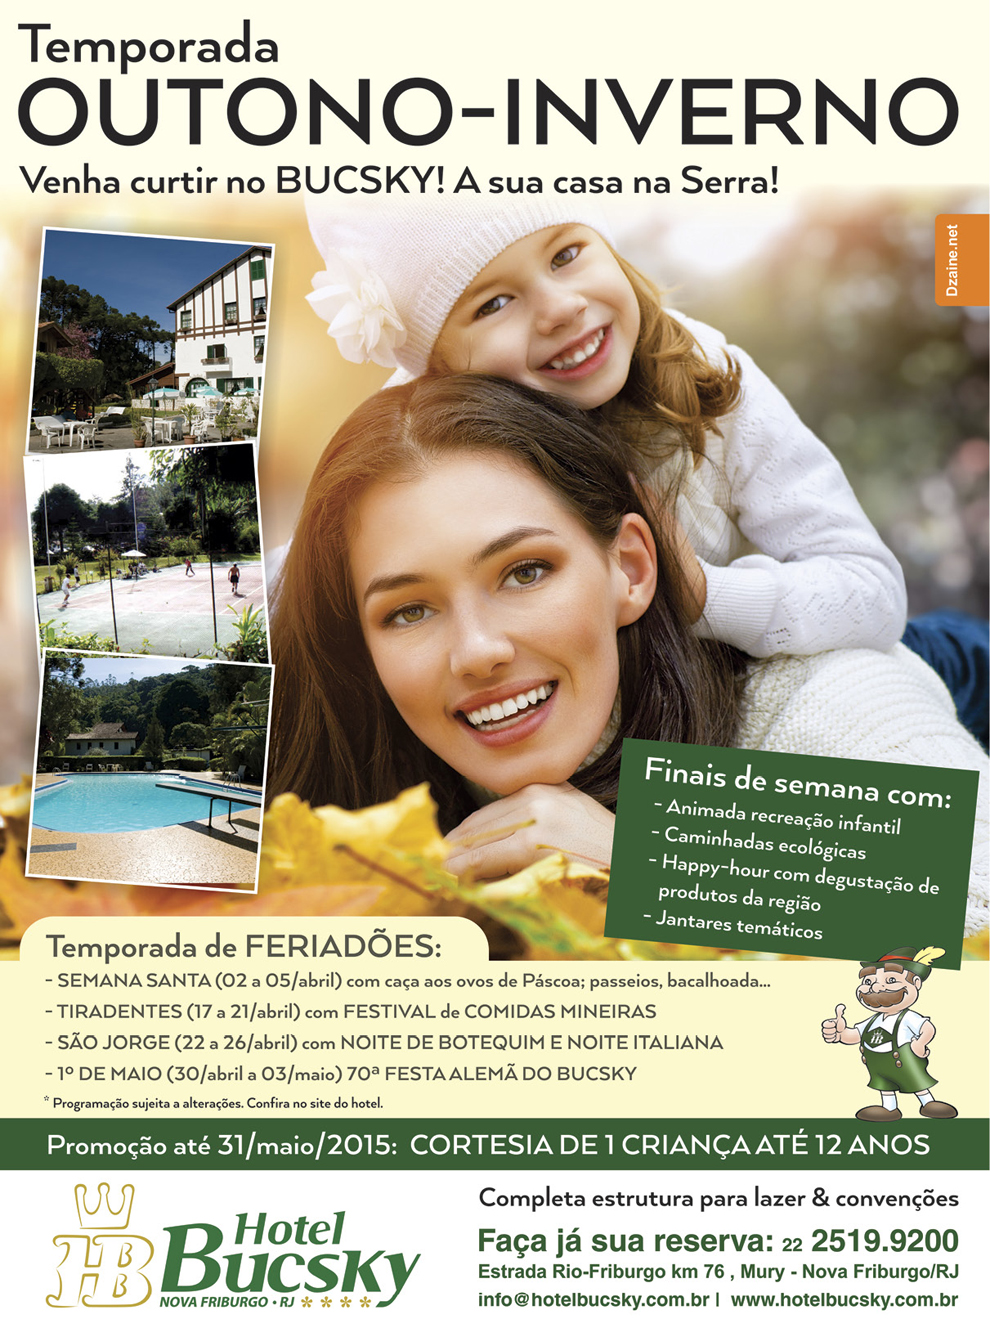 Temporada
OUTONO-INVERNO
Venha curtir no BUCSKY! A sua casa na Serra!
Dzaine.net
Finais de semana com:
- Animada recreação infantil
- Caminhadas ecológicas
- Happy-hour com degustação de
produtos da região
- Jantares temáticos
Temporada de FERIADÕES:
- SEMANA SANTA (02 a 05/abril) com caça aos ovos de Páscoa; passeios, bacalhoada...
- TIRADENTES (17 a 21/abril) com FESTIVAL de COMIDAS MINEIRAS
- SÃO JORGE (22 a 26/abril) com NOITE DE BOTEQUIM E NOITE ITALIANA
- 1º DE MAIO (30/abril a 03/maio) 70ª FESTA ALEMÃ DO BUCSKY
* Programação sujeita a alterações. Confira no site do hotel.
HB
Promoção até 31/maio/2015: CORTESIA DE 1 CRIANÇA ATÉ 12 ANOS
HB
Hotel
Bucsky
NOVA FRIBURGO • RJ ****
Completa estrutura para lazer & convenções
Faça já sua reserva: 22 2519.9200
Estrada Rio-Friburgo km 76 , Mury - Nova Friburgo/RJ
info@hotelbucsky.com.br | www.hotelbucsky.com.br